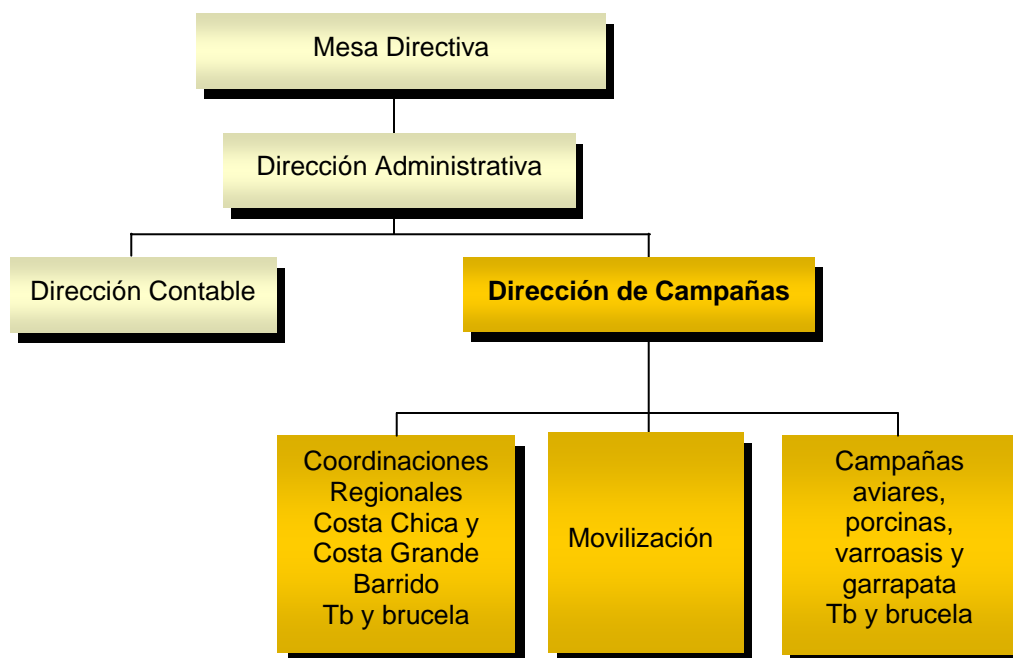 Mesa Directiva
Dirección Administrativa
Dirección Contable
Dirección de Campañas
Coordinaciones
Regionales
Costa Chica y
Costa Grande
Barrido
Tb y brucela
Movilización
Campañas
aviares,
porcinas,
varroasis y
garrapata
Tb y brucela